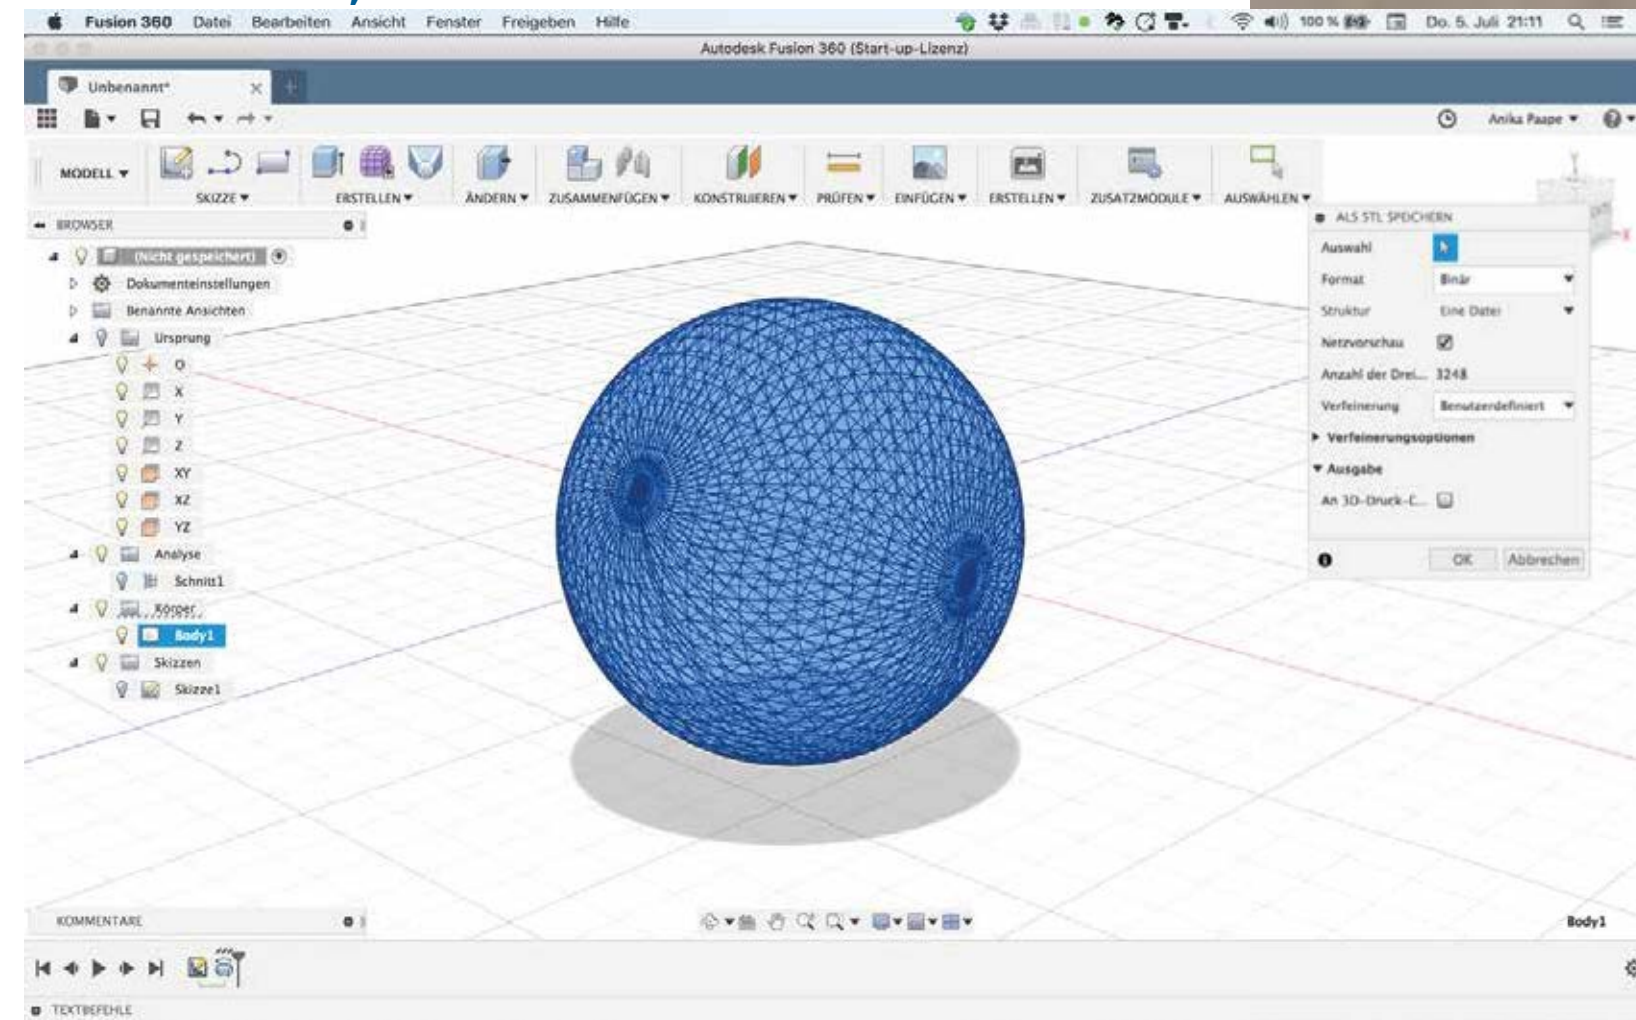 Fusion 360 Datei Bearbeiten Ansicht Fenster Freigeben Hilfe 100 % Do. 5. Juli 21:11
Autodesk Fusion 360 (Start-up-Lizenz)
Unbenannt*
Anika Paape
MODELL SKIZZE ERSTELLEN ÄNDERN ZUSAMMENFÜGEN KONSTRUIEREN PRÜFEN EINFÜGEN ERSTELLEN ZUSATZMODULE AUSWÄHLEN
BROWSER
(Nicht gespeichert)
Dokumenteinstellungen
Benannte Ansichten
Ursprung
O
X
Y
Z
XY
XZ
YZ
Analyse
Schnitt1
Körper
Body1
Skizzen
Skizze1
ALS STL SPEICHERN
Auswahl
Format Binär
Struktur Eine Datei
Netzvorschau
Anzahl der Drei... 3248
Verfeinerung Benutzerdefiniert
Verfeinerungsoptionen
Ausgabe
An 3D-Druck-C...
OK Abbrechen
KOMMENTARE
Body1
TEXTBEFEHLE